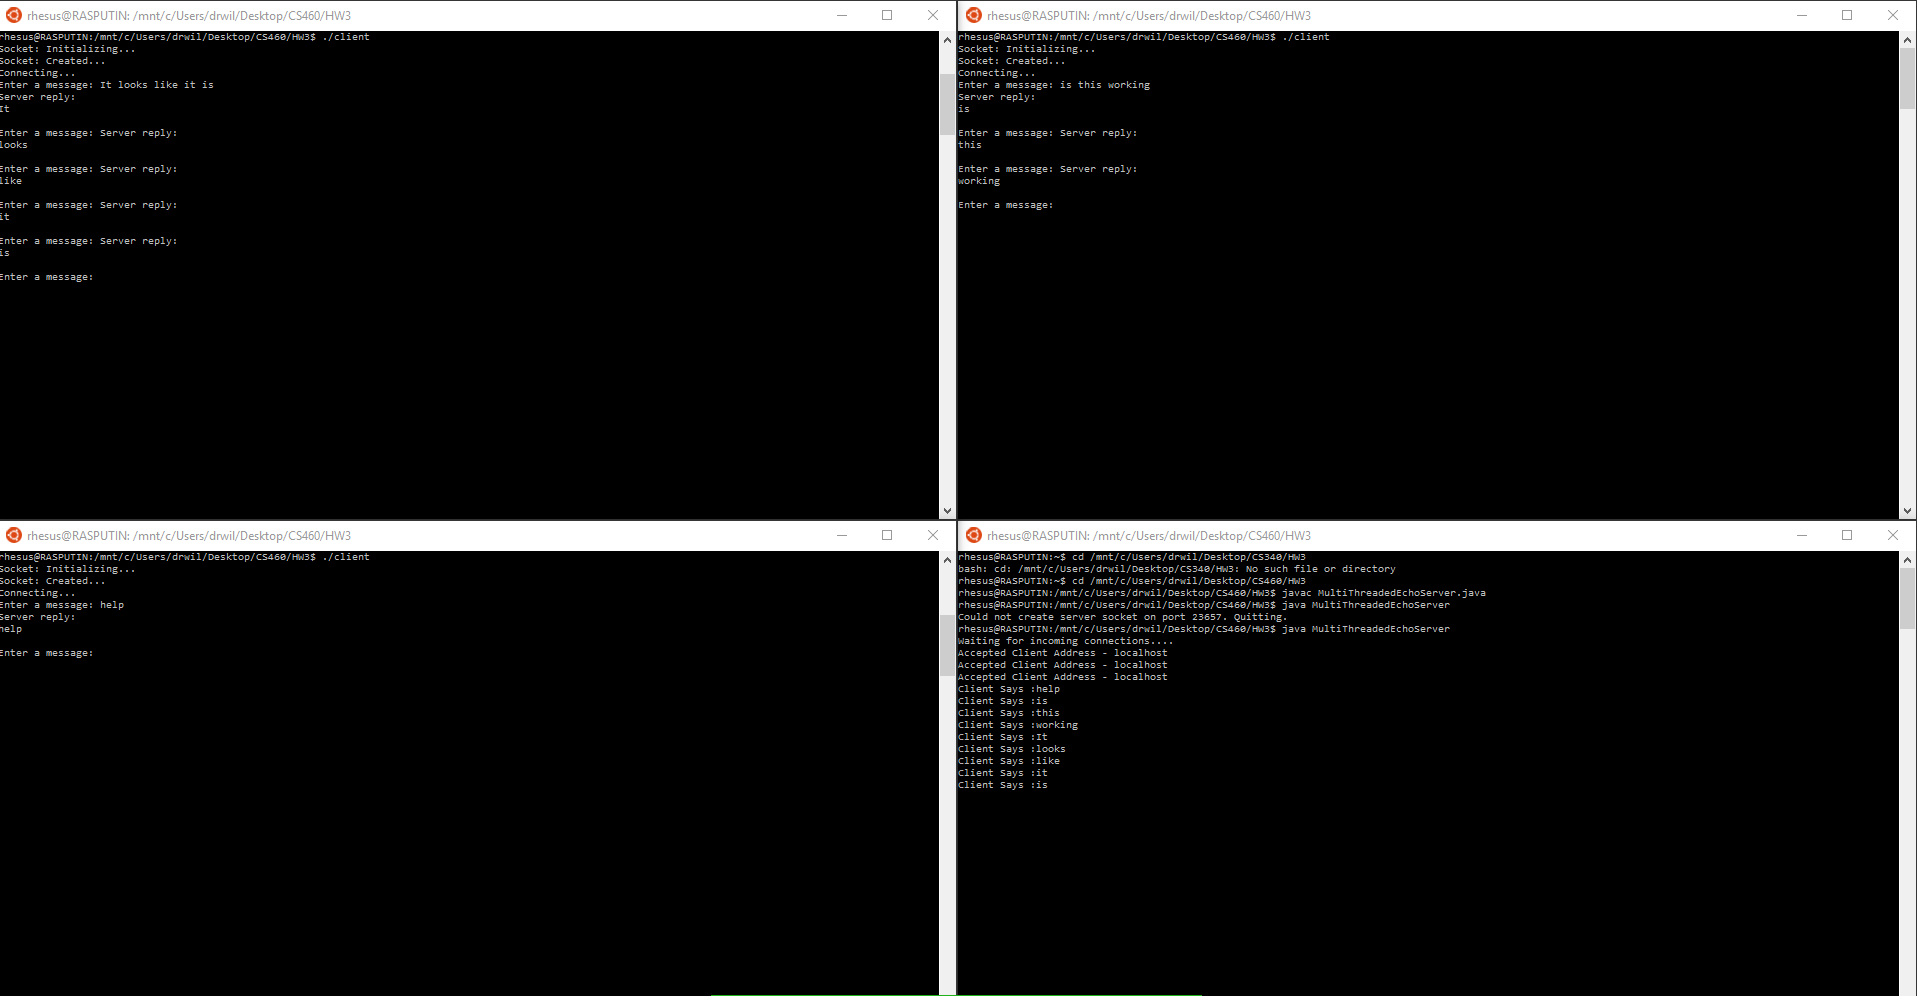 rhesus@RASPUTIN: /mnt/c/Users/drwil/Desktop/CS460/HW3
rhesus@RASPUTIN:/mnt/c/Users/drwil/Desktop/CS460/HW3$ ./client
Socket: Initializing...
Socket: Created...
Connecting...
Enter a message: It looks like it is
Server reply:
It
Enter a message: Server reply:
looks
Enter a message: Server reply:
like
Enter a message: Server reply:
it
Enter a message: Server reply:
is
Enter a message:
rhesus@RASPUTIN: /mnt/c/Users/drwil/Desktop/CS460/HW3
rhesus@RASPUTIN:/mnt/c/Users/drwil/Desktop/CS460/HW3$ ./client
Socket: Initializing...
Socket: Created...
Connecting...
Enter a message: is this working
Server reply:
is
Enter a message: Server reply:
this
Enter a message: Server reply:
working
Enter a message:
rhesus@RASPUTIN: /mnt/c/Users/drwil/Desktop/CS460/HW3
rhesus@RASPUTIN:/mnt/c/Users/drwil/Desktop/CS460/HW3$ ./client
Socket: Initializing...
Socket: Created...
Connecting...
Enter a message: help
Server reply:
help
Enter a message:
rhesus@RASPUTIN: /mnt/c/Users/drwil/Desktop/CS460/HW3
rhesus@RASPUTIN:~$ cd /mnt/c/Users/drwil/Desktop/CS340/HW3
bash: cd: /mnt/c/Users/drwil/Desktop/CS340/HW3: No such file or directory
rhesus@RASPUTIN:~$ cd /mnt/c/Users/drwil/Desktop/CS460/HW3
rhesus@RASPUTIN:/mnt/c/Users/drwil/Desktop/CS460/HW3$ javac MultiThreadedEchoServer.java
rhesus@RASPUTIN:/mnt/c/Users/drwil/Desktop/CS460/HW3$ java MultiThreadedEchoServer
Could not create server socket on port 23657. Quitting.
rhesus@RASPUTIN:/mnt/c/Users/drwil/Desktop/CS460/HW3$ java MultiThreadedEchoServer
Waiting for incoming connections....
Accepted Client Address - localhost
Accepted Client Address - localhost
Accepted Client Address - localhost
Client Says :help
Client Says :is
Client Says :this
Client Says :working
Client Says :It
Client Says :looks
Client Says :like
Client Says :it
Client Says :is